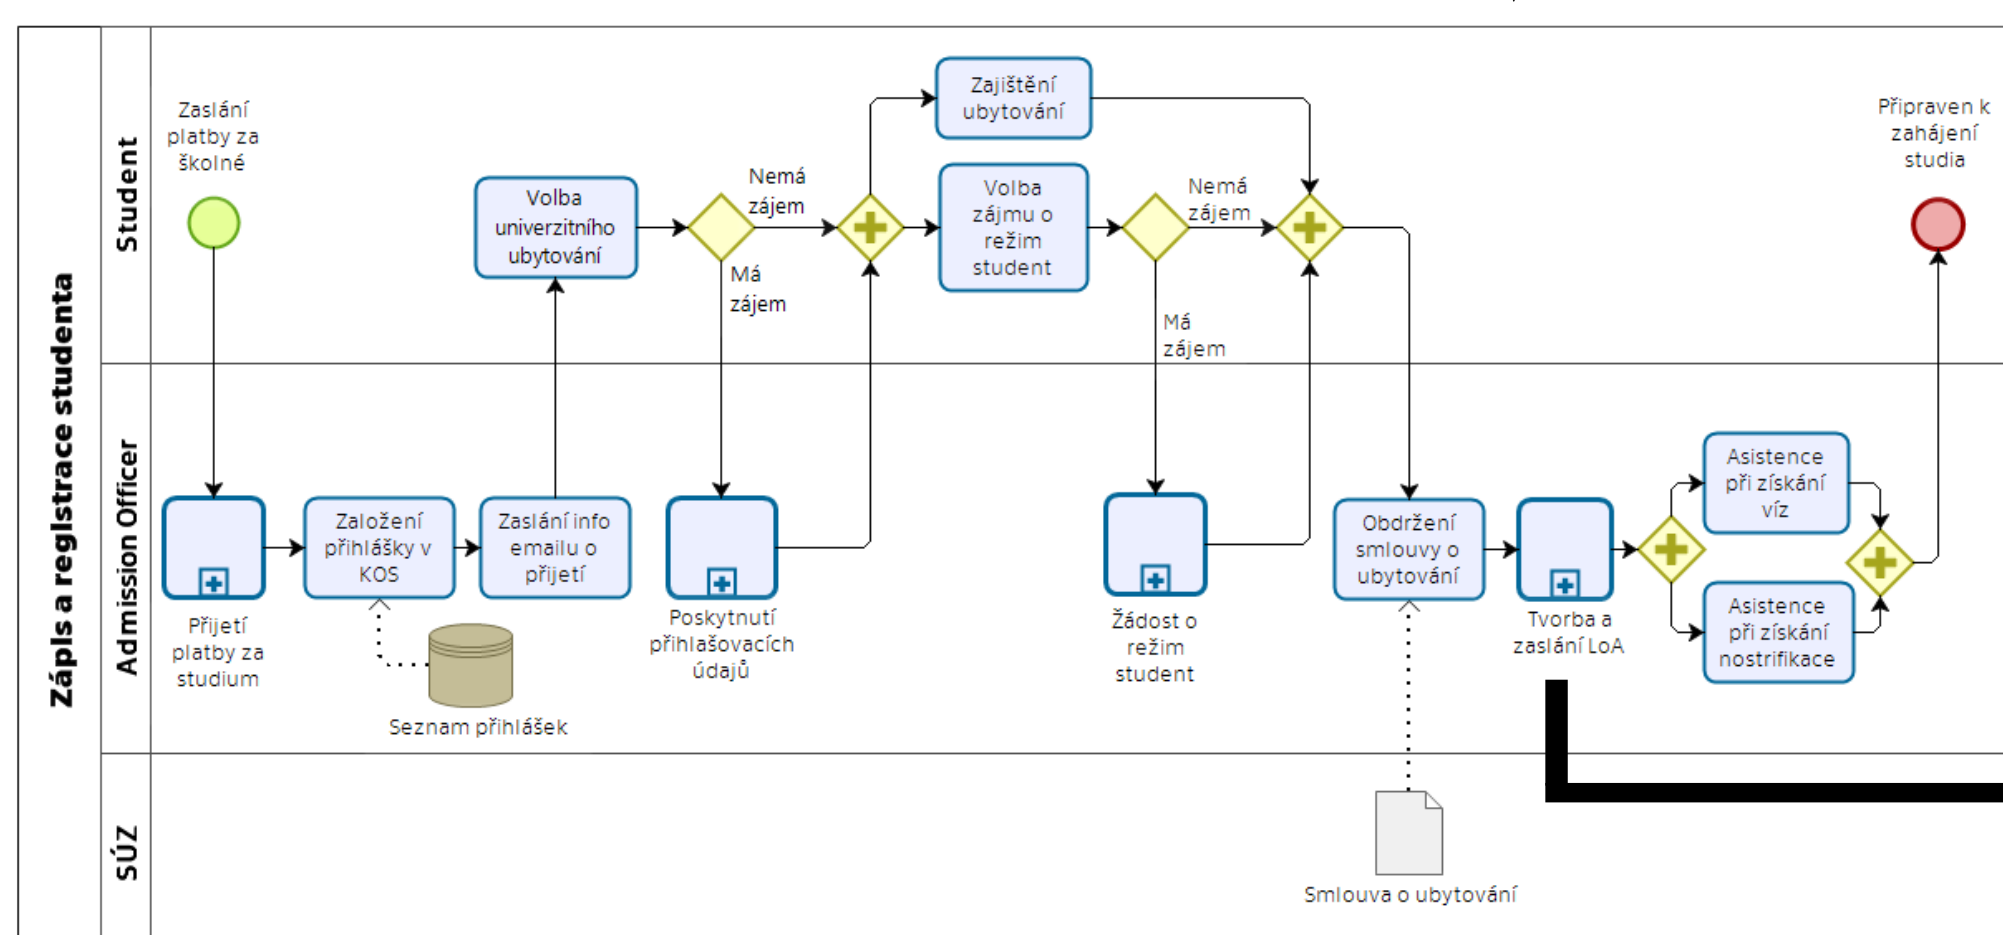 Zápis a registrace studenta
Student
Zaslání
platby za
školné
Volba
univerzitního
ubytování
Nemá
zájem
Má
zájem
Zajištění
ubytování
Volba
zájmu o
režim
student
Nemá
zájem
Má
zájem
Připraven k
zahájení
studia
Admission Officer
Přijetí
platby za
studium
Založení
přihlášky v
KOS
Seznam přihlášek
Zaslání info
emailu o
přijetí
Poskytnutí
přihlašovacích
údajů
Žádost o
režim
student
Obdržení
smlouvy o
ubytování
Tvorba a
zaslání LoA
Asistence
při získání
víz
Asistence
při získání
nostrifikace
SÚZ
Smlouva o ubytování